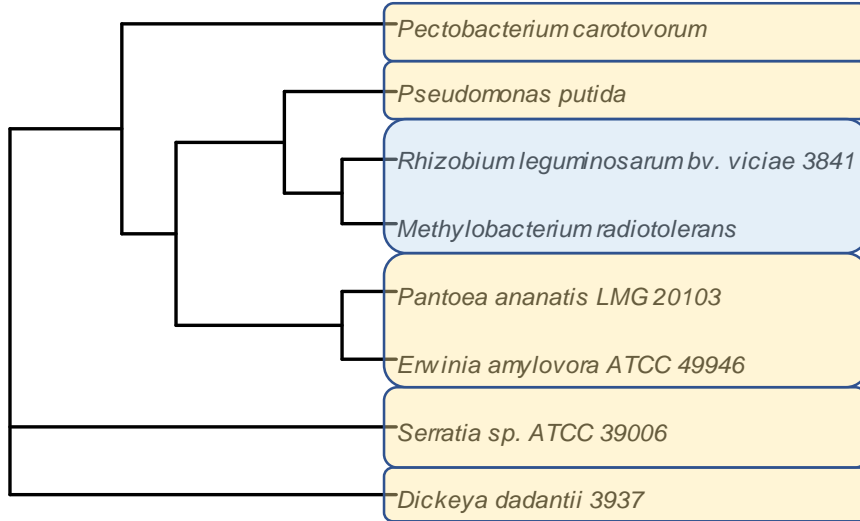 Pectobacterium carotovorum
Pseudomonas putida
Rhizobium leguminosarum bv. viciae 3841
Methylobacterium radiotolerans
Pantoea ananatis LMG 20103
Erwinia amylovora ATCC 49946
Serratia sp. ATCC 39006
Dickeya dadantii 3937